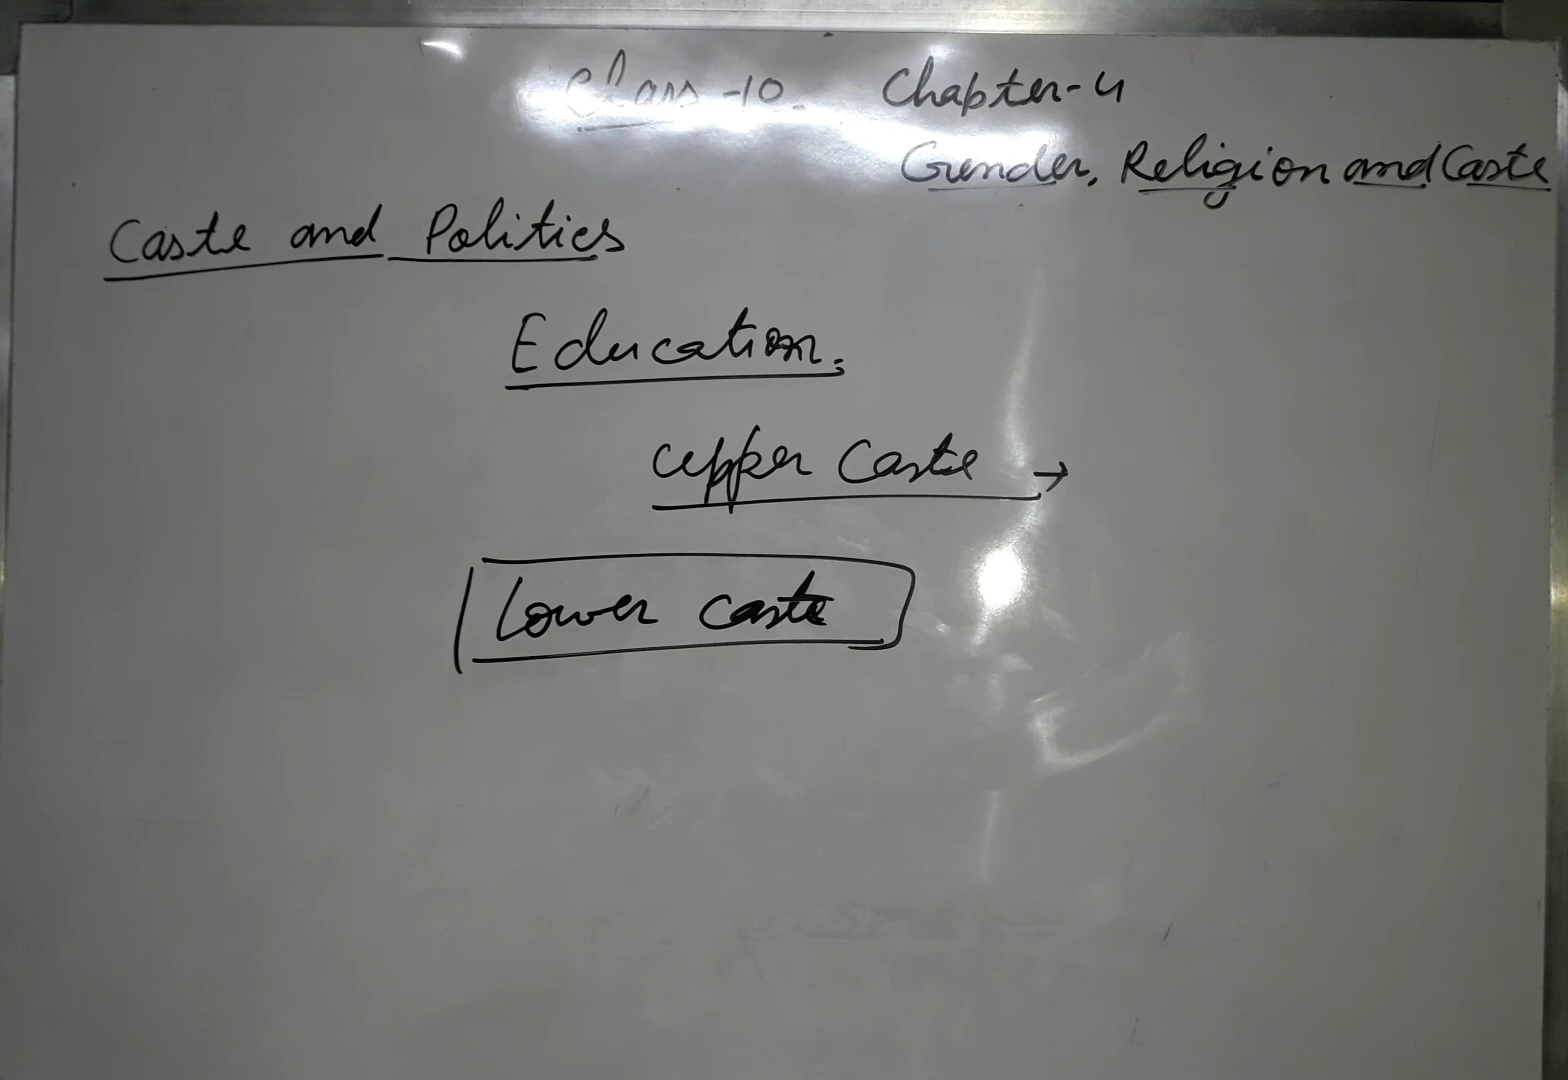 Class -10. Chapter-4
Gender, Religion and Caste
Caste and Politics
Education.
Upper Caste →
Lower caste